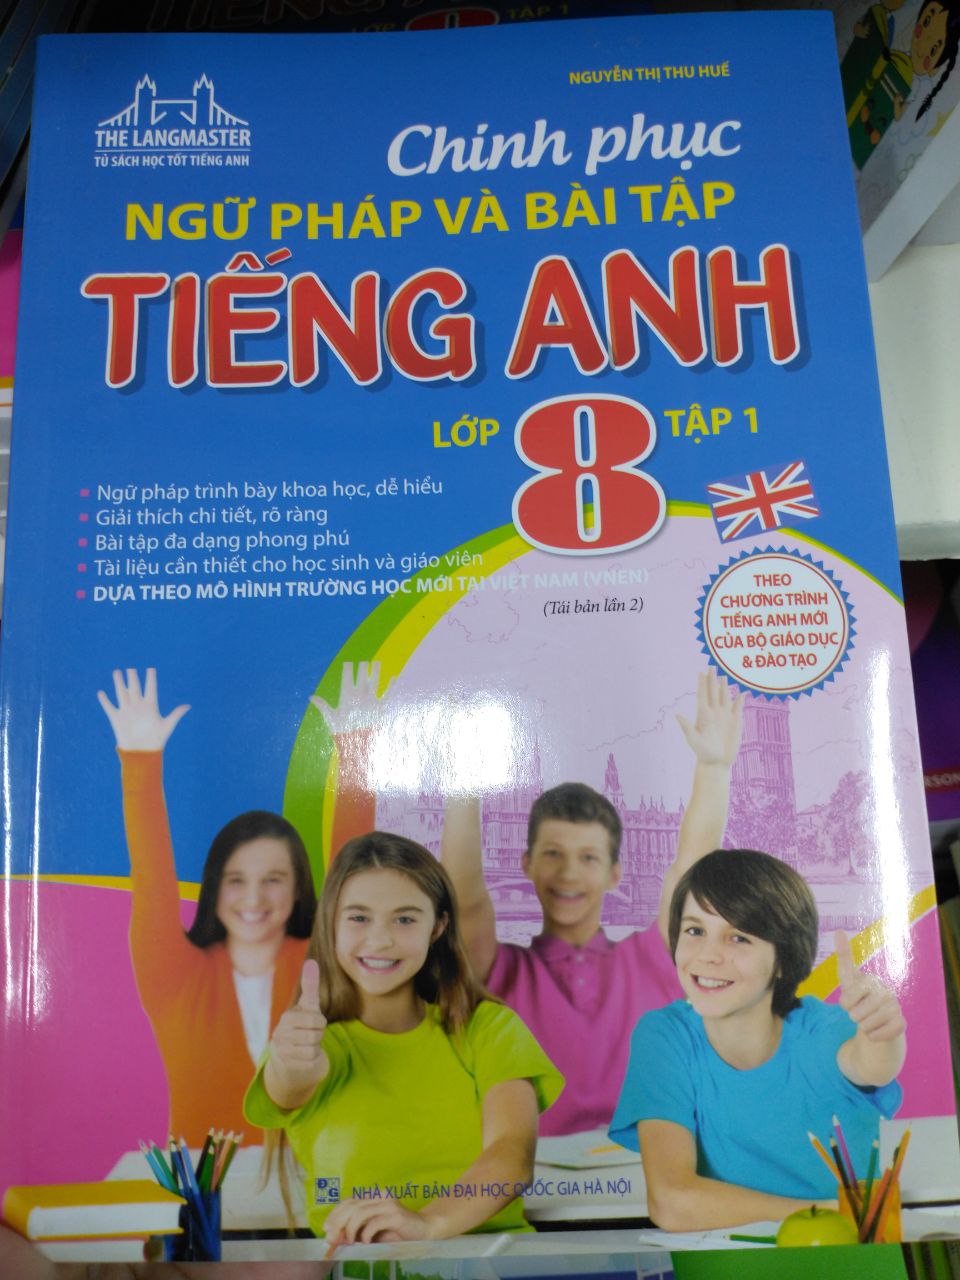 LỚP 8 TẬP 1
NGUYỄN THỊ THU HUẾ
THE LANGMASTER
TỦ SÁCH HỌC TỐT TIẾNG ANH
Chinh phục
NGỮ PHÁP VÀ BÀI TẬP
TIẾNG ANH
LỚP 8 TẬP 1
Ngữ pháp trình bày khoa học, dễ hiểu
Giải thích chi tiết, rõ ràng
Bài tập đa dạng phong phú
Tài liệu cần thiết cho học sinh và giáo viên
DỰA THEO MÔ HÌNH TRƯỜNG HỌC MỚI TẠI VIỆT NAM (VNEN)
(Tái bản lần 2)
THEO
CHƯƠNG TRÌNH
TIẾNG ANH MỚI
CỦA BỘ GIÁO DỤC
& ĐÀO TẠO
NHÀ XUẤT BẢN ĐẠI HỌC QUỐC GIA HÀ NỘI